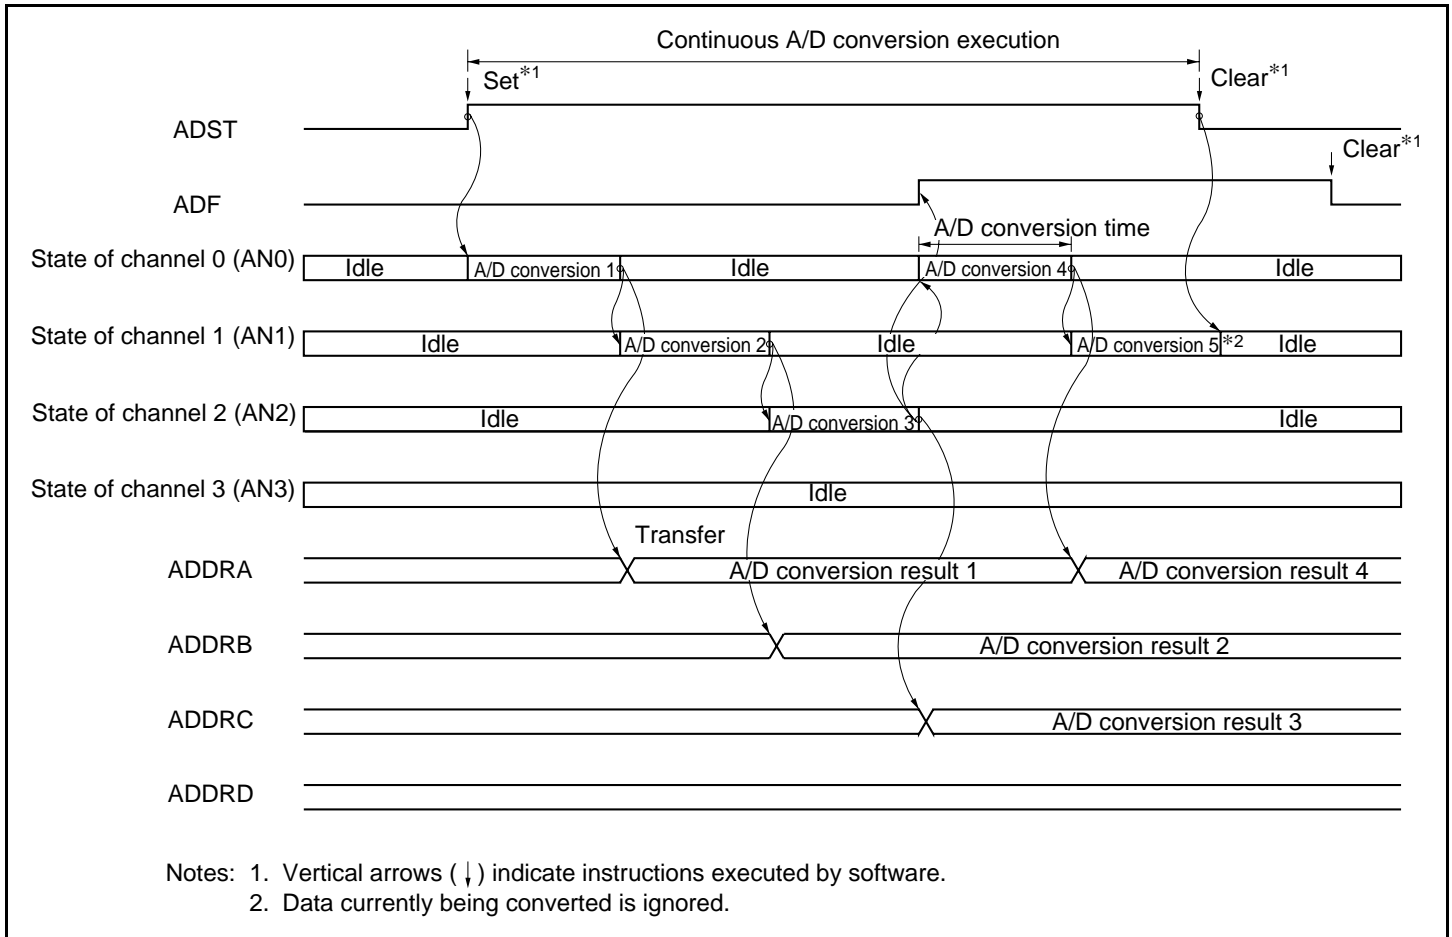 Continuous A/D conversion execution
Set*1
Clear*1
ADST
Clear*1
ADF
A/D conversion time
State of channel 0 (AN0)
Idle
A/D conversion 1
Idle
A/D conversion 4
Idle
State of channel 1 (AN1)
Idle
A/D conversion 2
Idle
A/D conversion 5
*2
Idle
State of channel 2 (AN2)
Idle
A/D conversion 3
Idle
State of channel 3 (AN3)
Idle
Transfer
ADDRA
A/D conversion result 1
A/D conversion result 4
ADDRB
A/D conversion result 2
ADDRC
A/D conversion result 3
ADDRD
Notes: 1. Vertical arrows (↓) indicate instructions executed by software.
2. Data currently being converted is ignored.